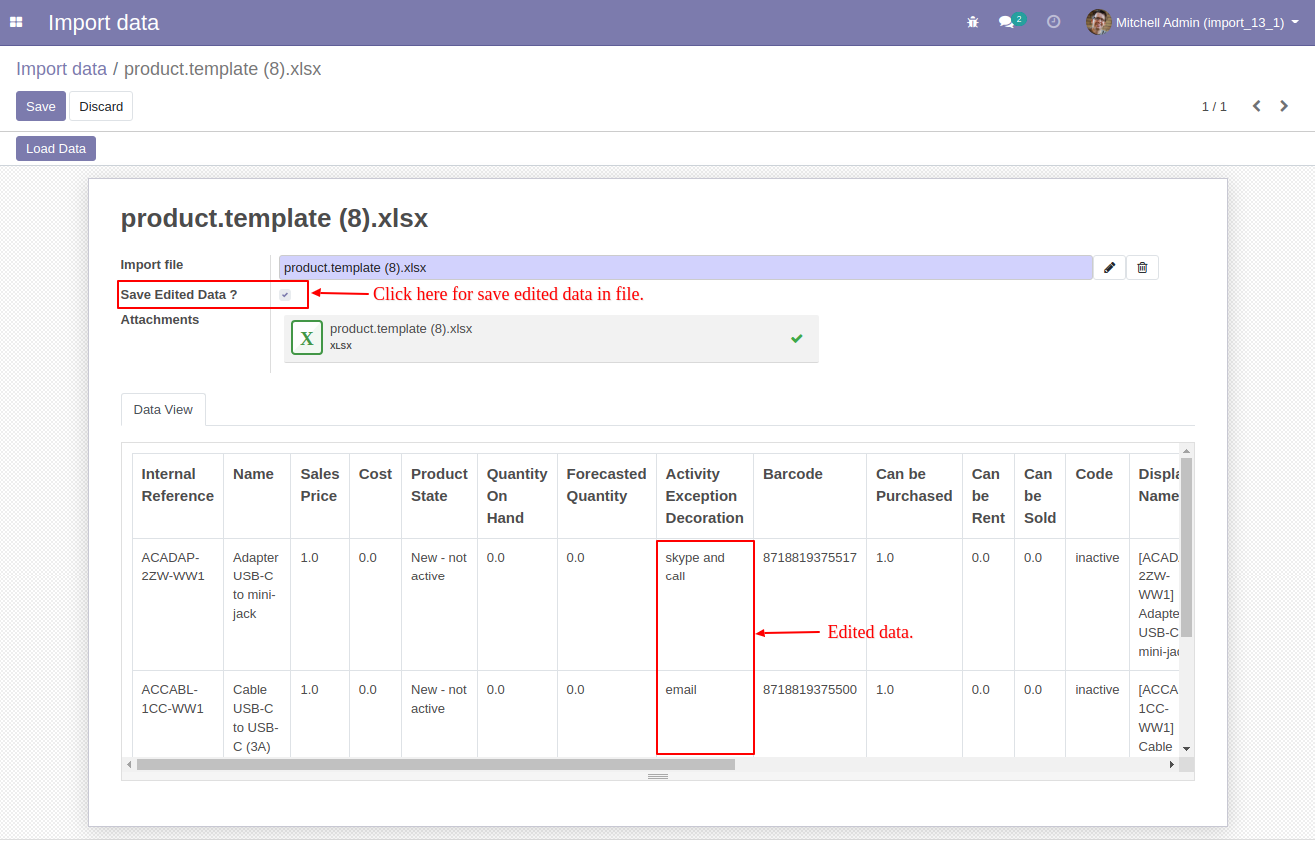 Import data
2
Mitchell Admin (import_13_1)
Import data / product.template (8).xlsx
Save
Discard
1 / 1
Load Data
product.template (8).xlsx
Import file
product.template (8).xlsx
Save Edited Data ?
Click here for save edited data in file.
Attachments
X
product.template (8).xlsx
XLSX
Data View
Internal Reference
Name
Sales Price
Cost
Product State
Quantity On Hand
Forecasted Quantity
Activity Exception Decoration
Barcode
Can be Purchased
Can be Rent
Can be Sold
Code
Displa
Name
ACADAP-
2ZW-WW1
Adapter
USB-C
to mini-
jack
1.0
0.0
New - not
active
0.0
0.0
skype and
call
8718819375517
1.0
0.0
0.0
inactive
[ACADA
2ZW-
WW1]
Adapte
USB-C
mini-jac
Edited data.
ACCABL-
1CC-WW1
Cable
USB-C
to USB-
C (3A)
1.0
0.0
New - not
active
0.0
0.0
email
8718819375500
1.0
0.0
0.0
inactive
[ACCA
1CC-
WW1]
Cable